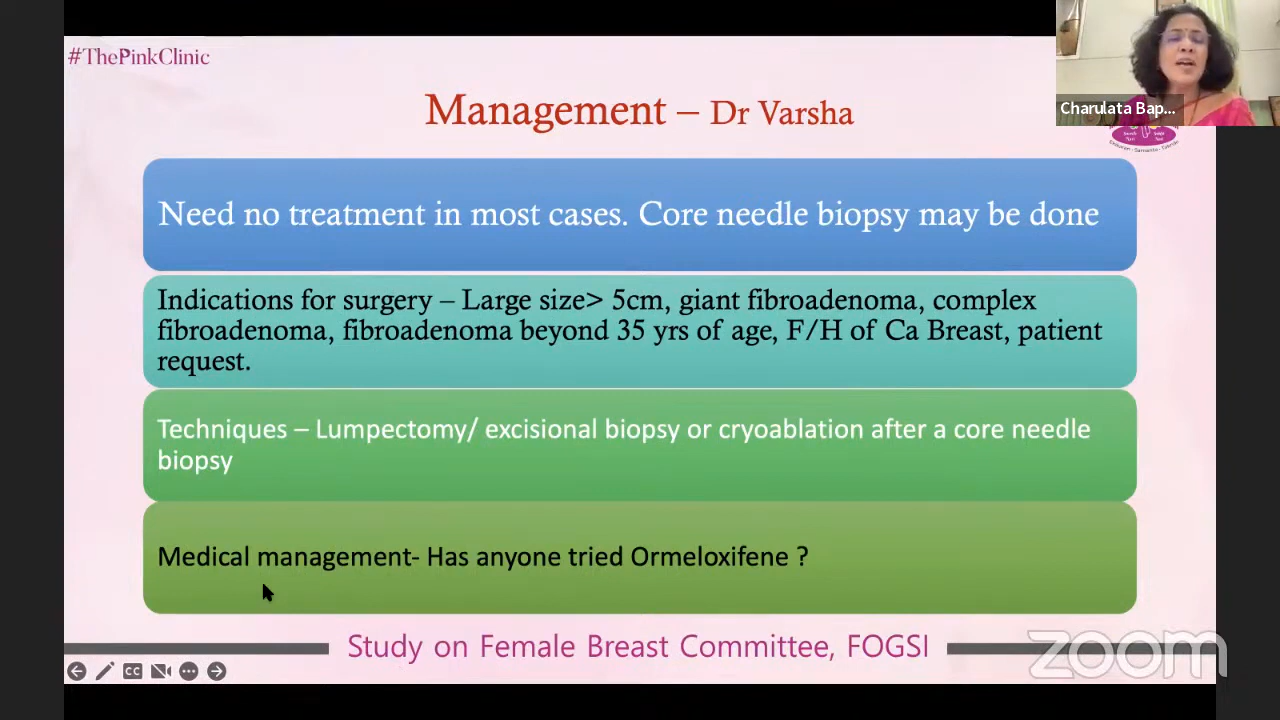 #ThePinkClinic
Charulata Bap...
Management – Dr Varsha
Need no treatment in most cases. Core needle biopsy may be done
Indications for surgery – Large size> 5cm, giant fibroadenoma, complex
fibroadenoma, fibroadenoma beyond 35 yrs of age, F/H of Ca Breast, patient
request.
Techniques – Lumpectomy/ excisional biopsy or cryoablation after a core needle
biopsy
Medical management- Has anyone tried Ormeloxifene ?
Study on Female Breast Committee, FOGSI
CC
zoom